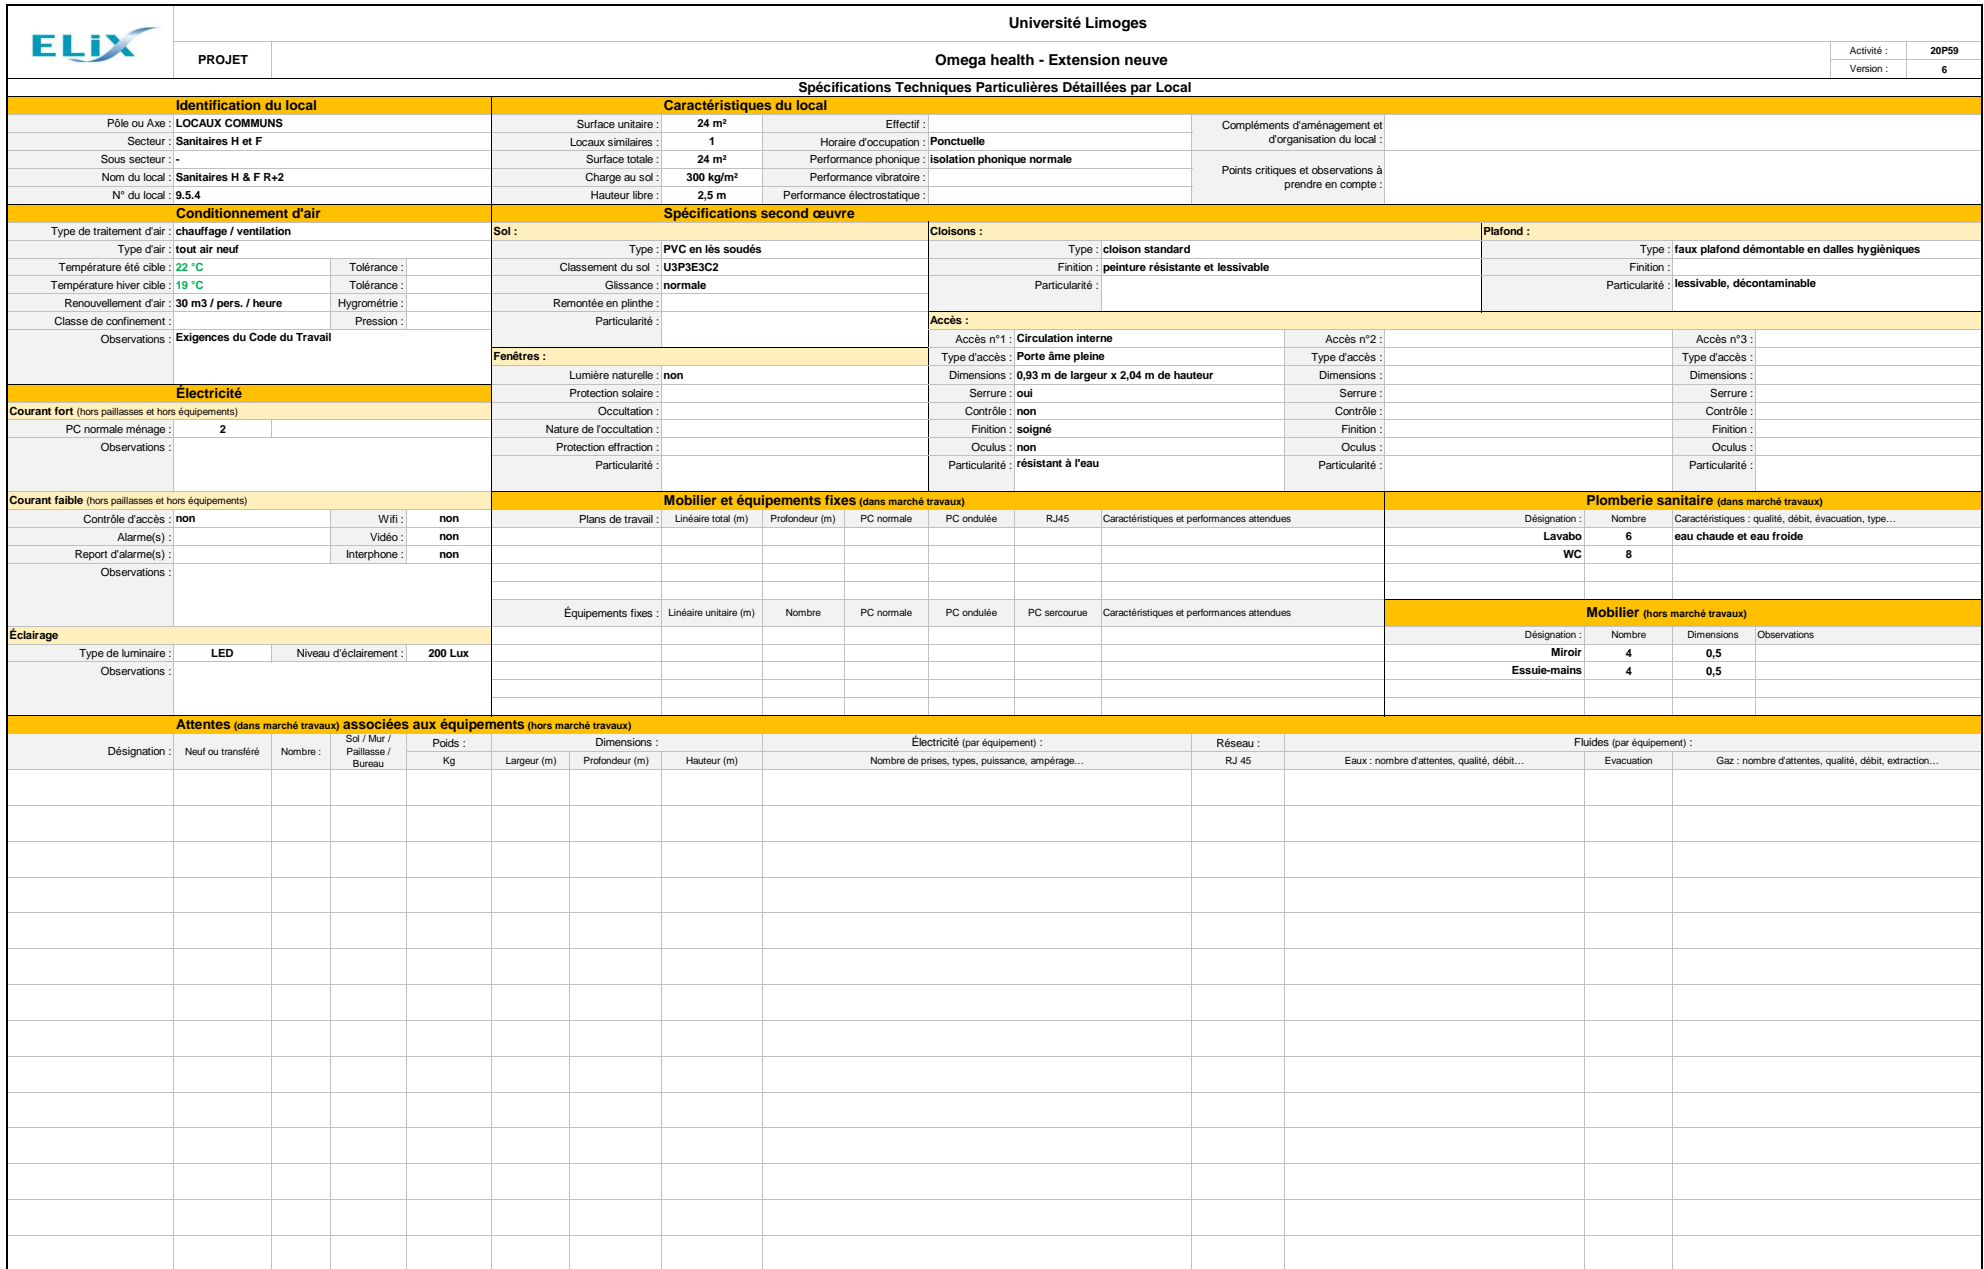 ELiX
Université Limoges
PROJET
Omega health - Extension neuve
Activité : 20P59
Version : 6
Spécifications Techniques Particulières Détaillées par Local
Identification du local
Pôle ou Axe : LOCAUX COMMUNS
Secteur : Sanitaires H et F
Sous secteur : -
Nom du local : Sanitaires H & F R+2
N° du local : 9.5.4
Caractéristiques du local
Surface unitaire : 24 m²
Locaux similaires : 1
Surface totale : 24 m²
Charge au sol : 300 kg/m²
Hauteur libre : 2,5 m
Effectif :
Horaire d'occupation : Ponctuelle
Performance phonique : isolation phonique normale
Performance vibratoire :
Performance électrostatique :
Compléments d'aménagement et
d'organisation du local :
Points critiques et observations à
prendre en compte :
Conditionnement d'air
Type de traitement d'air : chauffage / ventilation
Type d'air : tout air neuf
Température été cible : 22 °C Tolérance :
Température hiver cible : 19 °C Tolérance :
Renouvellement d'air : 30 m3 / pers. / heure Hygrométrie :
Classe de confinement : Pression :
Observations : Exigences du Code du Travail
Spécifications second œuvre
Sol :
Type : PVC en lès soudés
Classement du sol : U3P3E3C2
Glissance : normale
Remontée en plinthe :
Particularité :
Cloisons :
Type : cloison standard
Finition : peinture résistante et lessivable
Particularité :
Plafond :
Type : faux plafond démontable en dalles hygièniques
Finition :
Particularité : lessivable, décontaminable
Fenêtres :
Lumière naturelle : non
Protection solaire :
Occultation :
Nature de l'occultation :
Protection effraction :
Particularité :
Accès :
Accès n°1 : Circulation interne Accès n°2 : Accès n°3 :
Type d'accès : Porte âme pleine Type d'accès : Type d'accès :
Dimensions : 0,93 m de largeur x 2,04 m de hauteur Dimensions : Dimensions :
Serrure : oui Serrure : Serrure :
Contrôle : non Contrôle : Contrôle :
Finition : soigné Finition : Finition :
Oculus : non Oculus : Oculus :
Particularité : résistant à l'eau Particularité : Particularité :
Électricité
Courant fort (hors paillasses et hors équipements)
PC normale ménage : 2
Observations :
Courant faible (hors paillasses et hors équipements)
Contrôle d'accès : non Wifi : non
Alarme(s) : Vidéo : non
Report d'alarme(s) : Interphone : non
Observations :
Éclairage
Type de luminaire : LED Niveau d'éclairement : 200 Lux
Observations :
Mobilier et équipements fixes (dans marché travaux)
Plans de travail : Linéaire total (m) Profondeur (m) PC normale PC ondulée RJ45 Caractéristiques et performances attendues
Équipements fixes : Linéaire unitaire (m) Nombre PC normale PC ondulée PC sercourue Caractéristiques et performances attendues
Plomberie sanitaire (dans marché travaux)
Désignation : Nombre Caractéristiques : qualité, débit, évacuation, type…
Lavabo 6 eau chaude et eau froide
WC 8
Mobilier (hors marché travaux)
Désignation : Nombre Dimensions Observations
Miroir 4 0,5
Essuie-mains 4 0,5
Attentes (dans marché travaux) associées aux équipements (hors marché travaux)
Désignation : Neuf ou transféré Nombre : Sol / Mur / Paillasse / Bureau Poids : Dimensions : Électricité (par équipement) : Réseau : Fluides (par équipement) :
Kg Largeur (m) Profondeur (m) Hauteur (m) Nombre de prises, types, puissance, ampérage… RJ 45 Eaux : nombre d'attentes, qualité, débit… Evacuation Gaz : nombre d'attentes, qualité, débit, extraction…